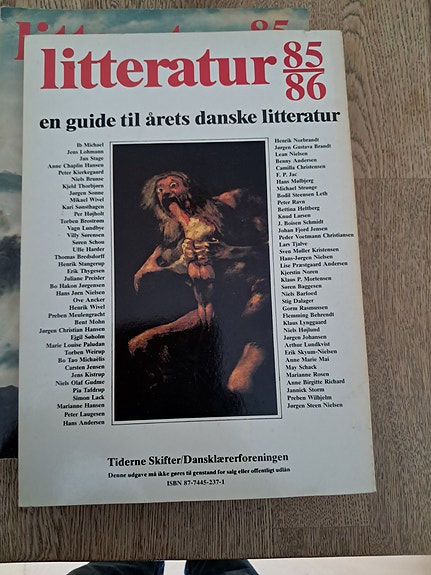 litteratur 85
litteratur 85/86
en guide til årets danske litteratur
Ib Michael
Jens Lohmann
Jan Stage
Anne Chaplin Hansen
Peter Kierkegaard
Niels Brunse
Kjeld Thorbjørn
Jørgen Sonne
Mikael Wivel
Kari Sønsthagen
Per Højholt
Torben Brostrøm
Vagn Lundbye
Villy Sørensen
Søren Schou
Uffe Harder
Thomas Bredsdorff
Henrik Stangerup
Erik Thygesen
Juliane Preisler
Bo Hakon Jørgensen
Hans Jørn Nielsen
Ove Ancker
Henrik Wivel
Preben Meulengracht
Bent Mohn
Jørgen Christian Hansen
Ejgil Søholm
Marie Louise Paludan
Torben Weirup
Bo Tao Michaëlis
Carsten Jensen
Jens Kistrup
Niels Olaf Gudme
Pia Tafdrup
Simon Lack
Marianne Hansen
Peter Laugesen
Hans Andersen
Henrik Norbrandt
Jørgen Gustava Brandt
Lean Nielsen
Benny Andersen
Camilla Christensen
F. P. Jac
Hans Mølbjerg
Michael Strunge
Bodil Steensen Leth
Peter Ravn
Bettina Heltberg
Knud Larsen
J. Boisen Schmidt
Johan Fjord Jensen
Peder Voetmann Christiansen
Lars Tjalve
Sven Møller Kristensen
Hans-Jørgen Nielsen
Lise Præstgaard Andersen
Kjerstin Noren
Klaus P. Mortensen
Søren Baggesen
Niels Barfoed
Stig Dalager
Gorm Rasmussen
Flemming Behrendt
Klaus Lynggaard
Niels Højlund
Jørgen Johansen
Arthur Lundkvist
Erik Skyum-Nielsen
Anne Marie Mai
May Schack
Marianne Rosen
Anne Birgitte Richard
Jannick Storm
Preben Wilhjelm
Jørgen Steen Nielsen
Tiderne Skifter/Dansklærerforeningen
Denne udgave må ikke gøres til genstand for salg eller offentligt udlån
ISBN 87-7445-237-1